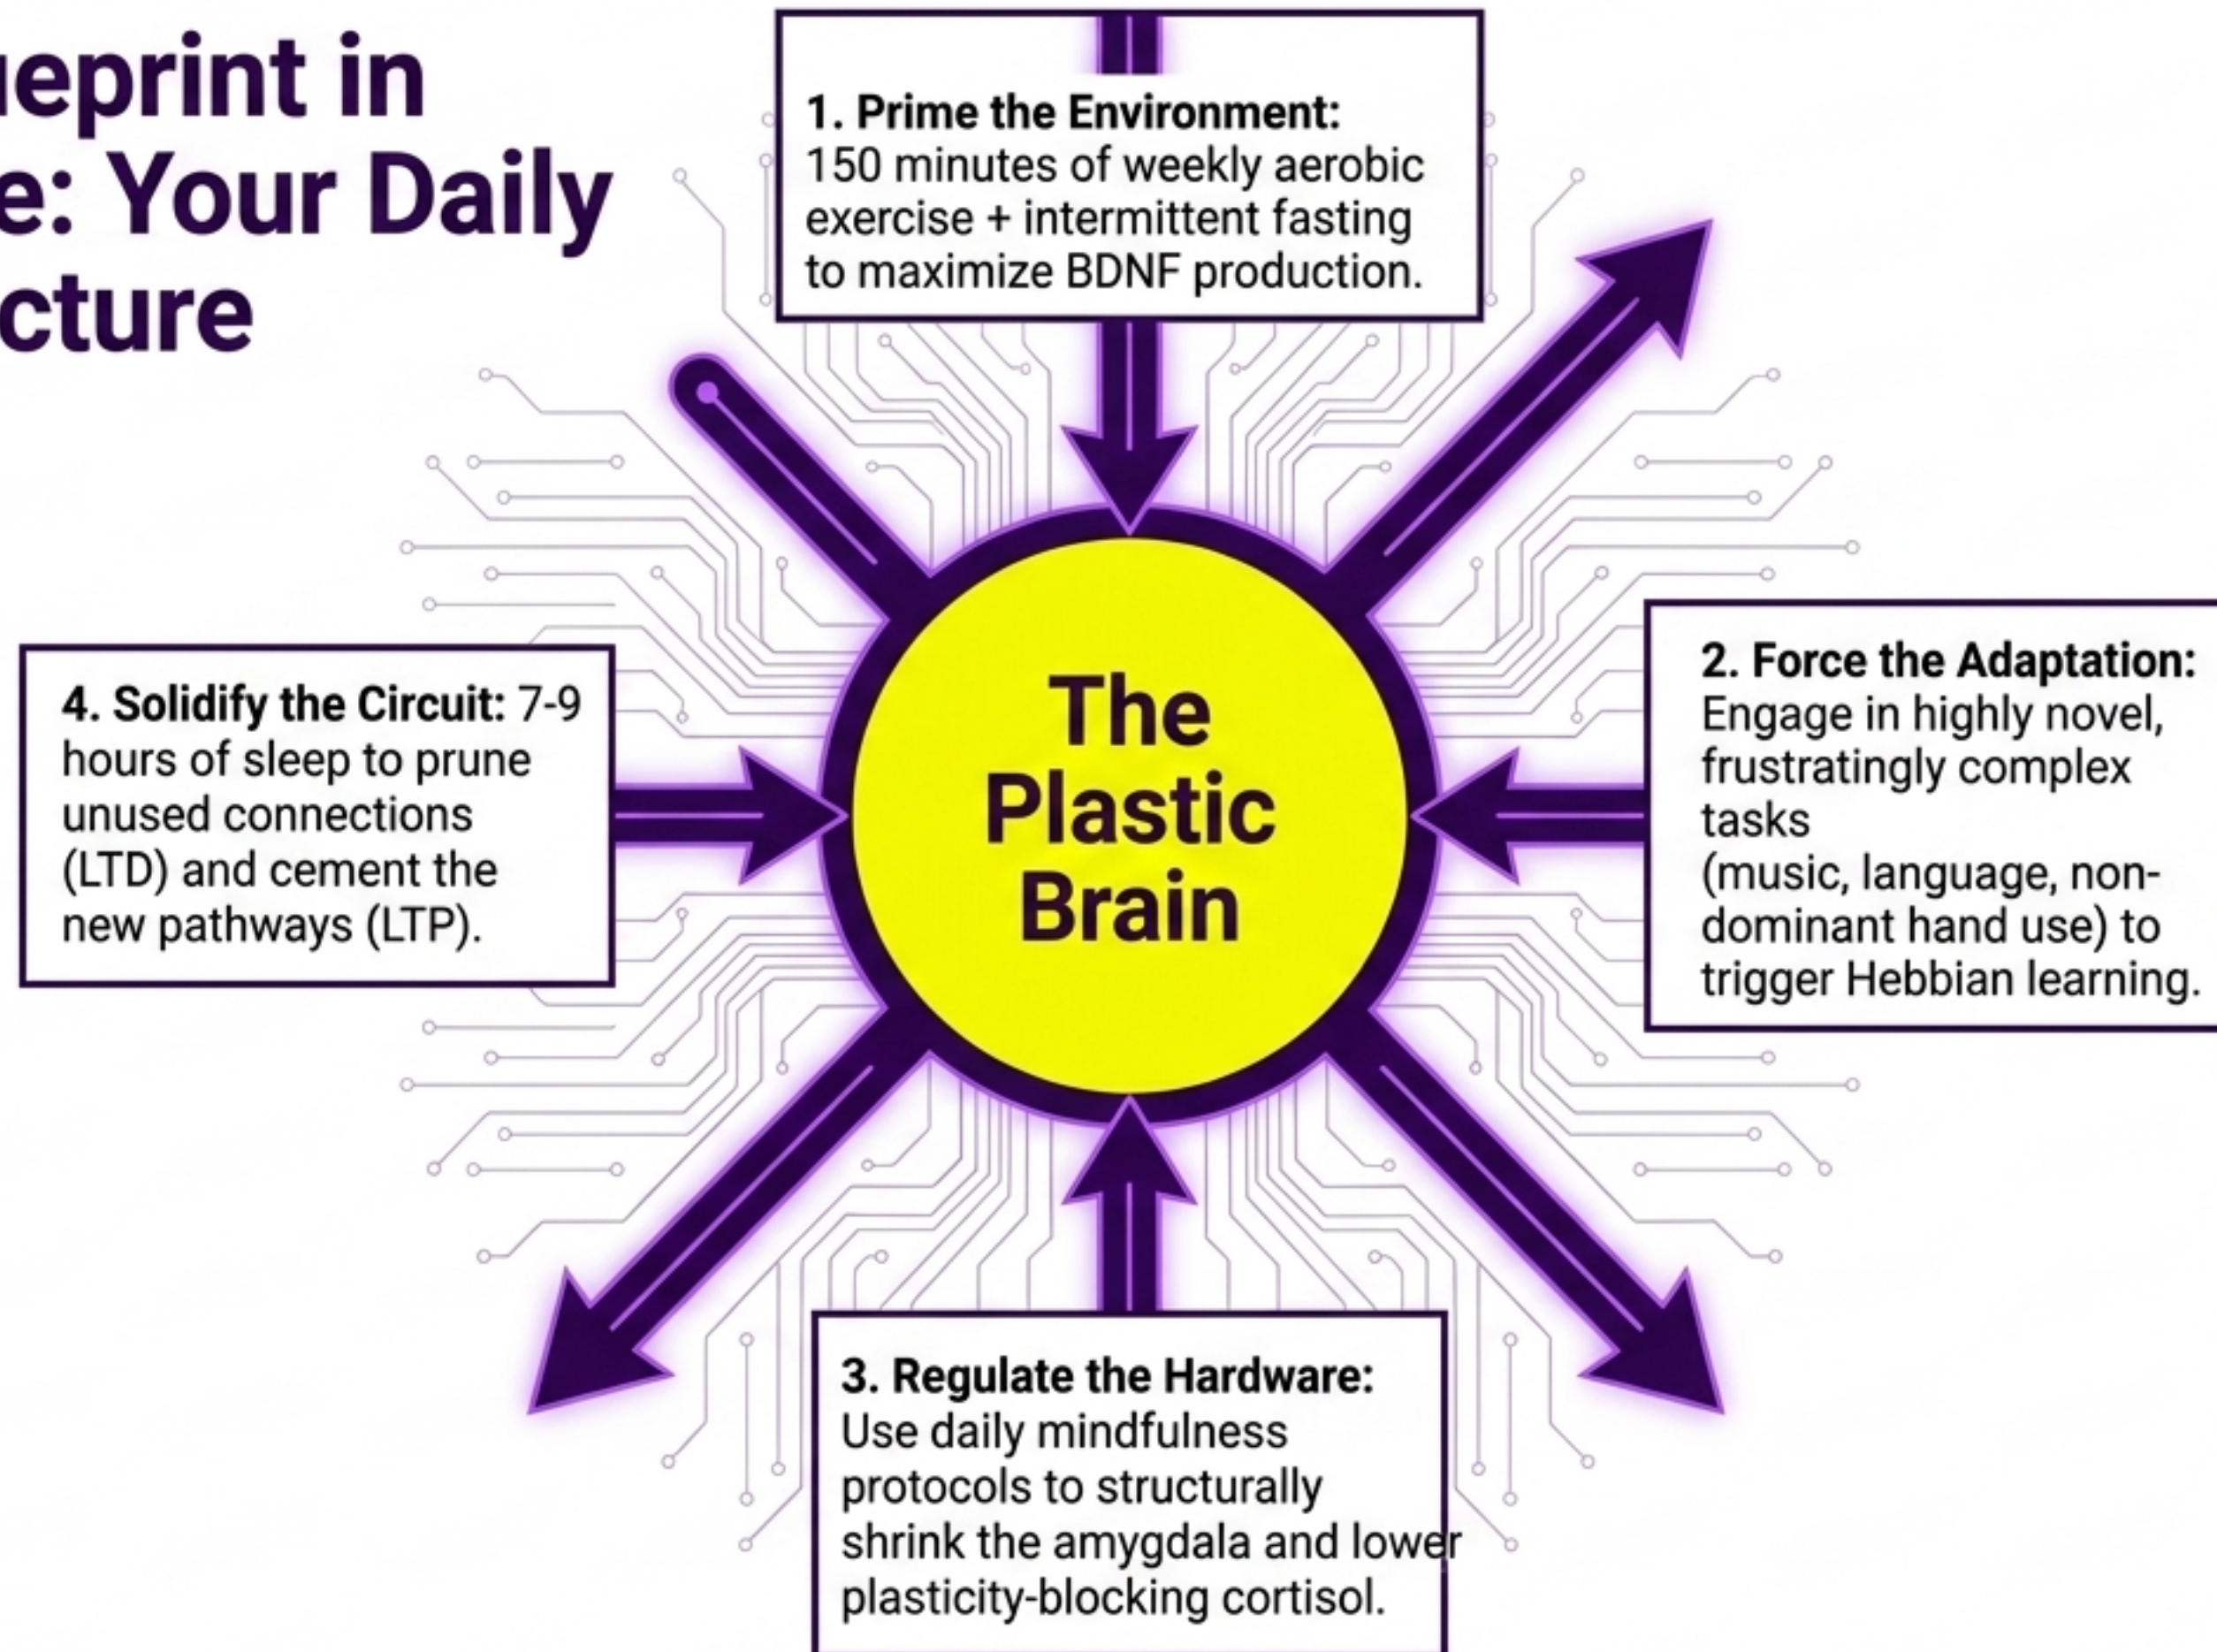 ueprint in
e: Your Daily
cture
1. Prime the Environment:
150 minutes of weekly aerobic
exercise + intermittent fasting
to maximize BDNF production.
2. Force the Adaptation:
Engage in highly novel,
frustratingly complex
tasks
(music, language, non-
dominant hand use) to
trigger Hebbian learning.
The
Plastic
Brain
4. Solidify the Circuit: 7-9
hours of sleep to prune
unused connections
(LTD) and cement the
new pathways (LTP).
3. Regulate the Hardware:
Use daily mindfulness
protocols to structurally
shrink the amygdala and lower
plasticity-blocking cortisol.